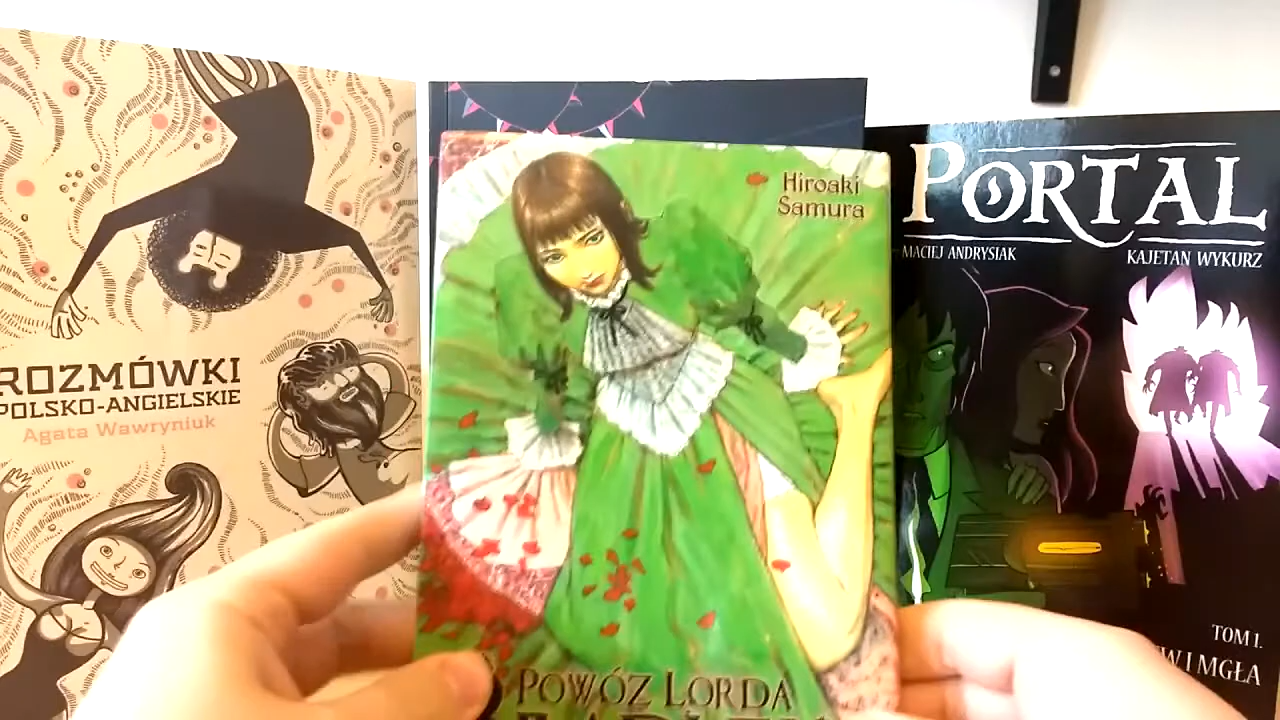 ROZMÓWKI
POLSKO-ANGIELSKIE
Agata Wawryniuk
Hiroaki
Samura
POWÓZ LORDA
PORTAL
MACIEJ ANDRYSIAK
KAJETAN WYKURZ
TOM I.
I MGŁA